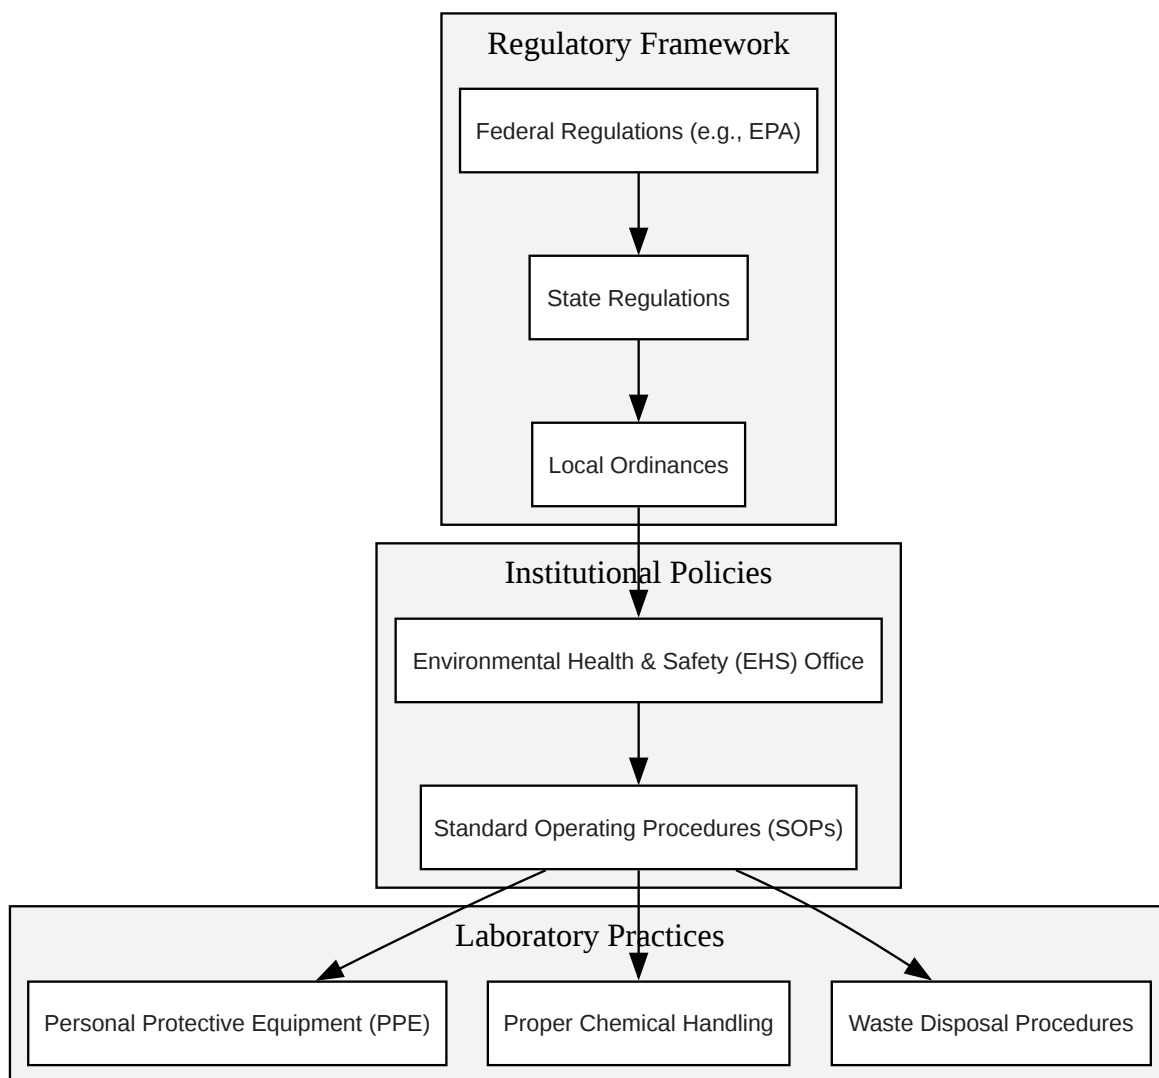 Regulatory Framework
Federal Regulations (e.g., EPA)
State Regulations
Local Ordinances
Institutional Policies
Environmental Health & Safety (EHS) Office
Standard Operating Procedures (SOPs)
Laboratory Practices
Personal Protective Equipment (PPE)
Proper Chemical Handling
Waste Disposal Procedures